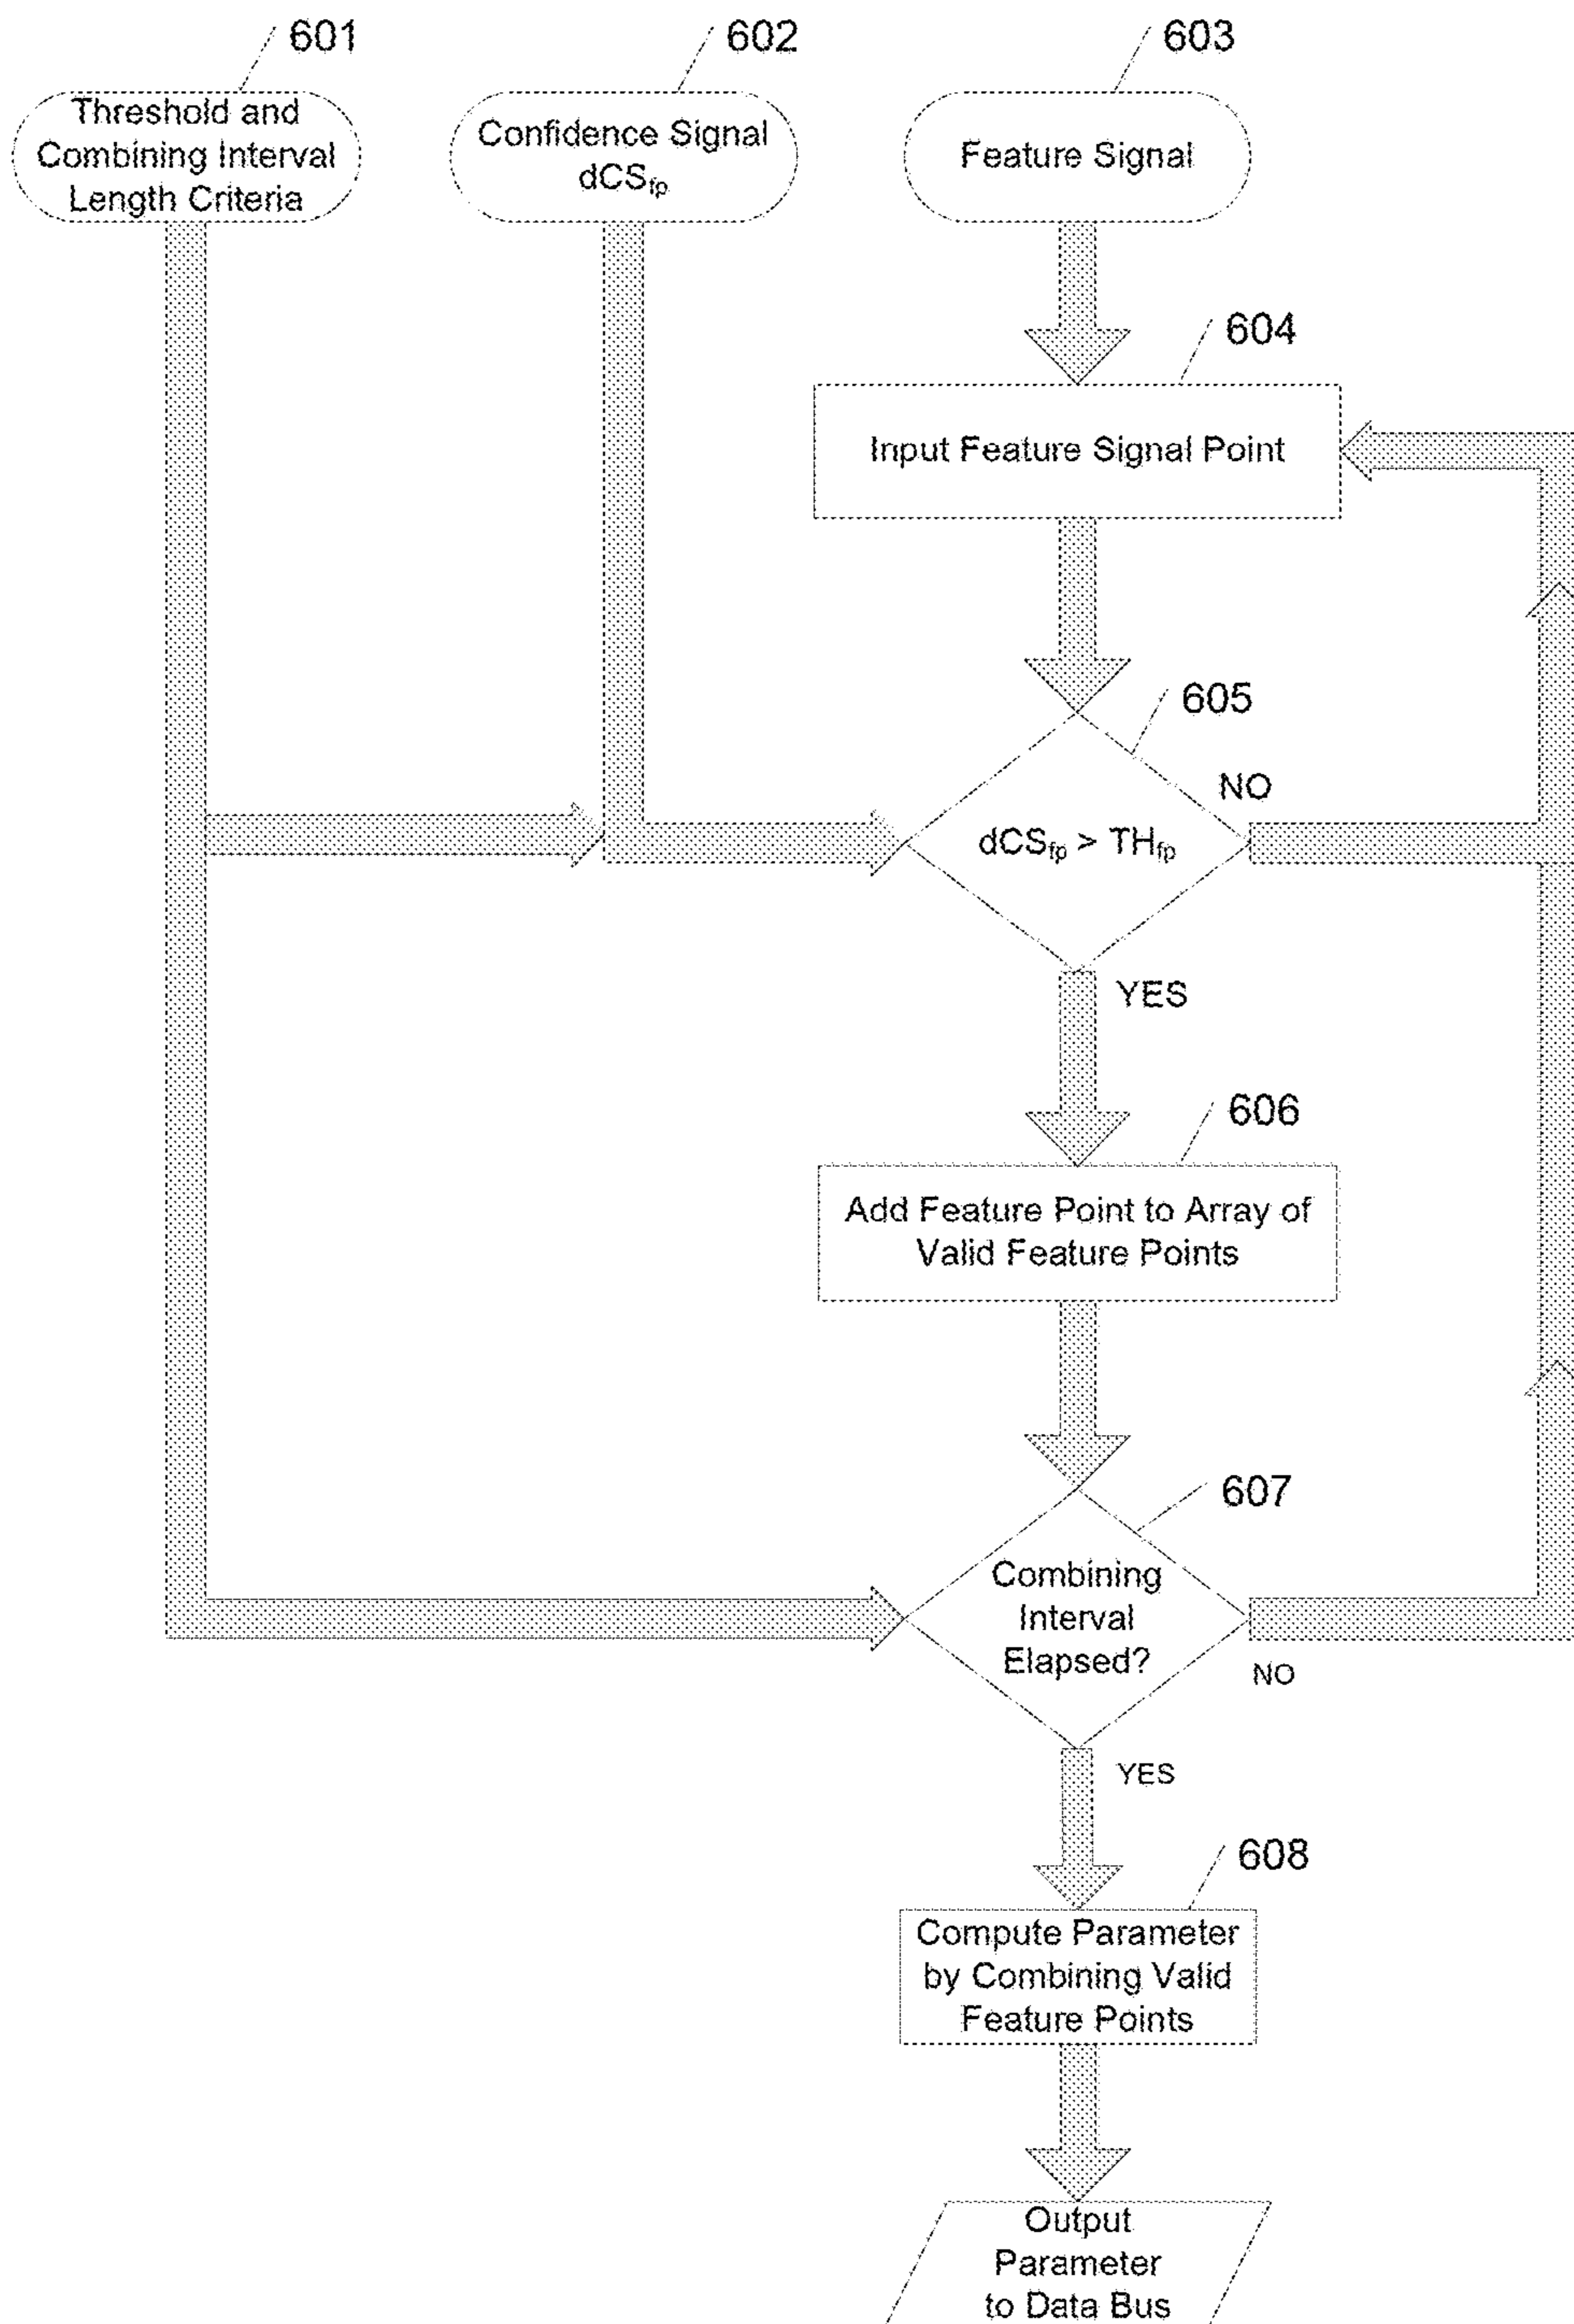 601
602
603
Threshold and
Combining Interval
Length Criteria
Confidence Signal
dCSfp
Feature Signal
604
Input Feature Signal Point
605
NO
dCSfp > THfp
YES
606
Add Feature Point to Array of
Valid Feature Points
607
Combining
Interval
Elapsed?
NO
YES
608
Compute Parameter
by Combining Valid
Feature Points
Output
Parameter
to Data Bus